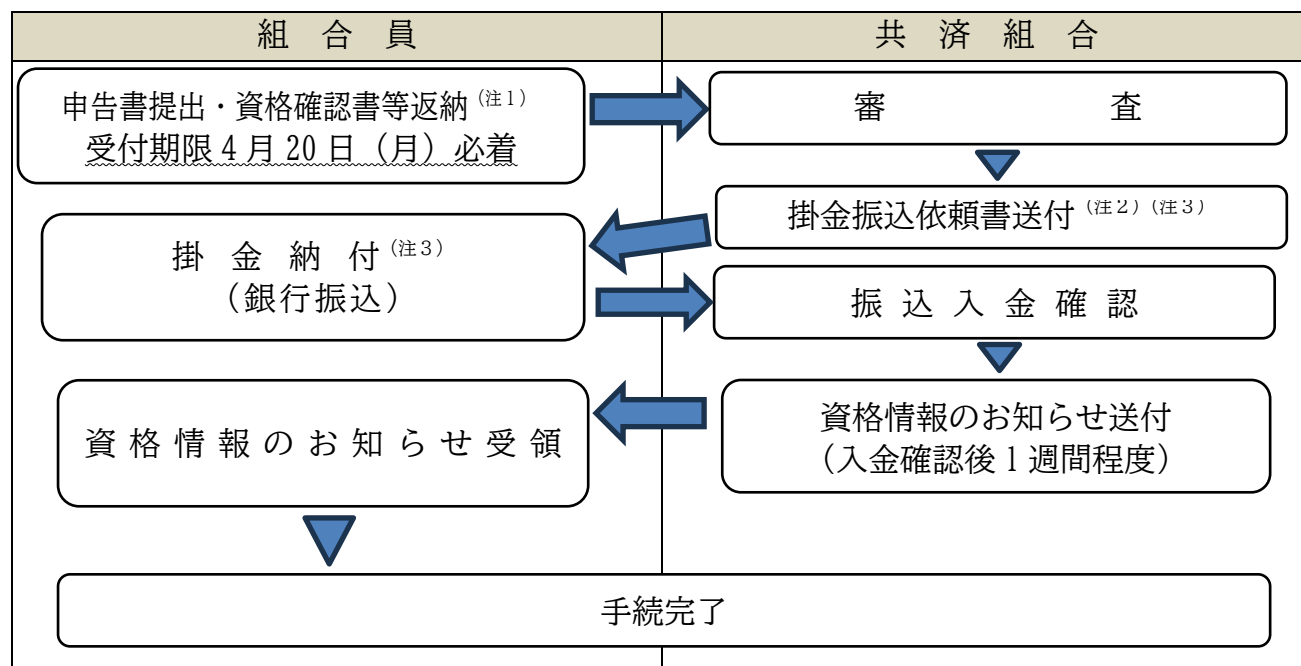 組合員
共済組合
申告書提出・資格確認書等返納(注1)
受付期限4月20日(月)必着
審査
掛金振込依頼書送付(注2)(注3)
掛金納付(注3)
(銀行振込)
振込入金確認
資格情報のお知らせ送付
(入金確認後1週間程度)
資格情報のお知らせ受領
手続完了